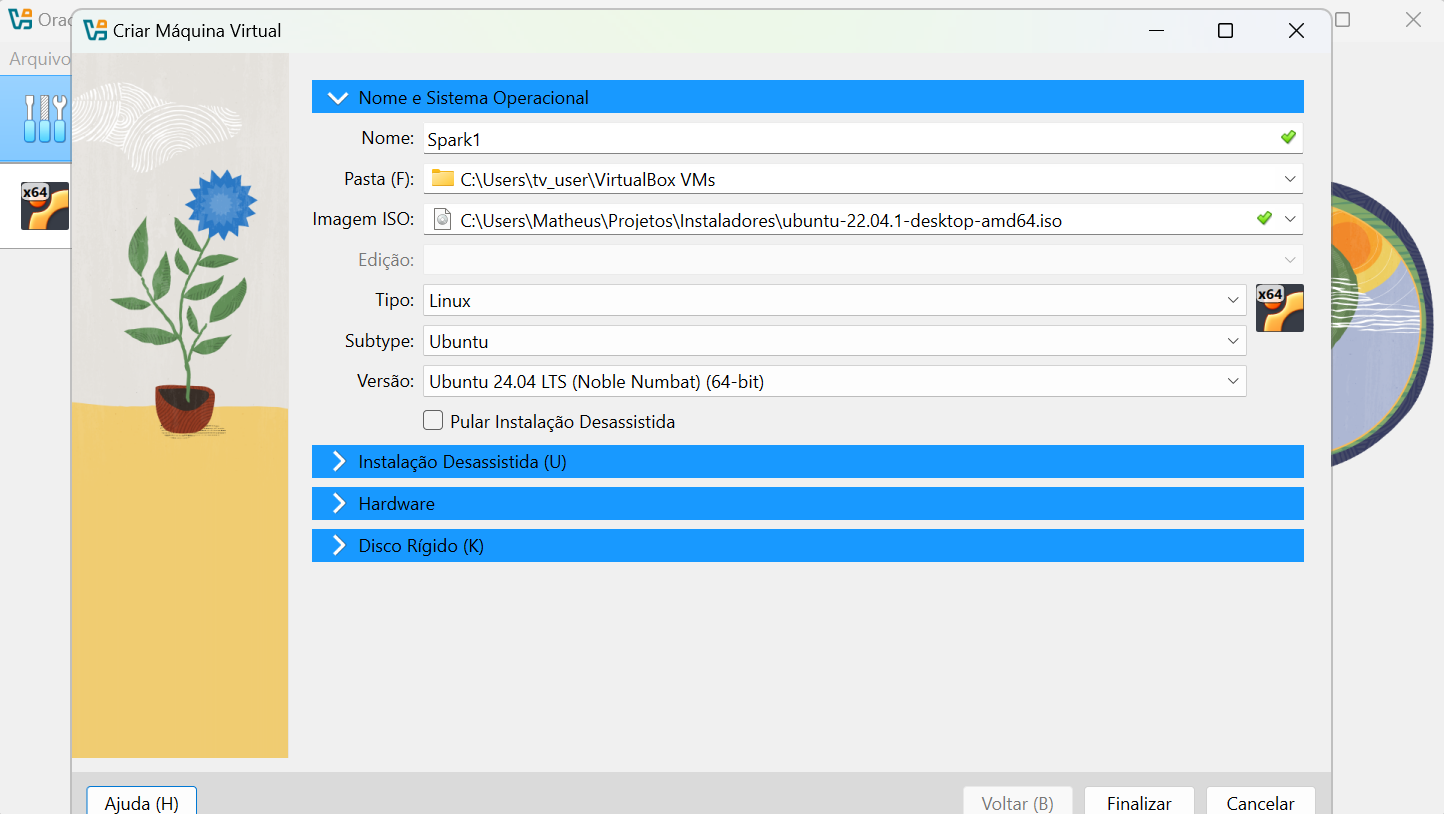 Orac
Criar Máquina Virtual
Arquivo
Nome e Sistema Operacional
Nome: Spark1
Pasta (F): C:\Users\tv_user\VirtualBox VMs
Imagem ISO: C:\Users\Matheus\Projetos\Instaladores\ubuntu-22.04.1-desktop-amd64.iso
Edição:
Tipo: Linux
x64
Subtype: Ubuntu
Versão: Ubuntu 24.04 LTS (Noble Numbat) (64-bit)
Pular Instalação Desassistida
x64
Instalação Desassistida (U)
Hardware
Disco Rígido (K)
Ajuda (H)
Voltar (B)
Finalizar
Cancelar